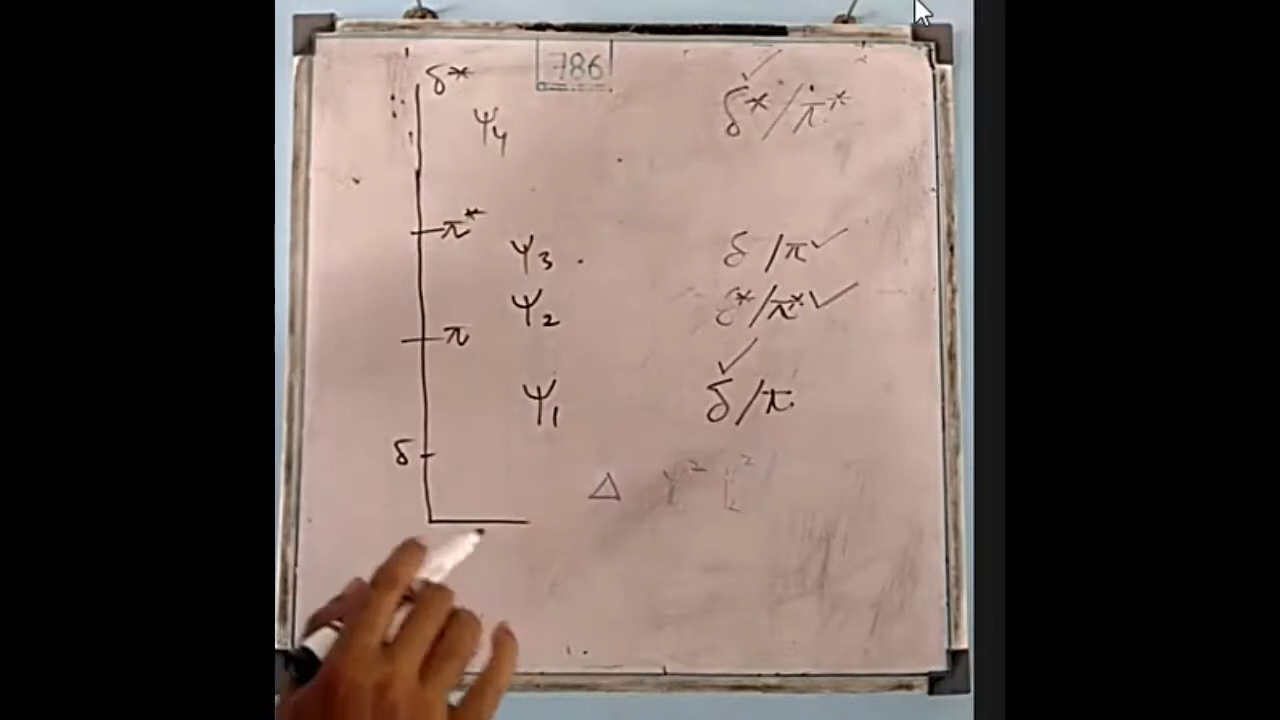 786
δ* ψ4 δ*/π*
π* ψ3 δ/π ✓
ψ2 δ*/π* ✓
π
ψ1 δ/π
δ
△